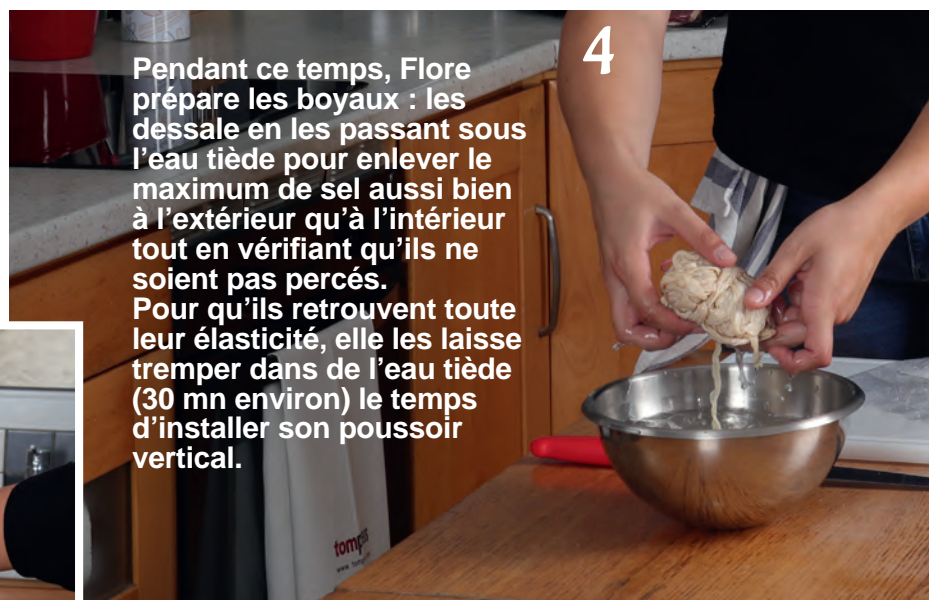 4
Pendant ce temps, Flore
prépare les boyaux : les
dessale en les passant sous
l'eau tiède pour enlever le
maximum de sel aussi bien
à l'extérieur qu'à l'intérieur
tout en vérifiant qu'ils ne
soient pas percés.
Pour qu'ils retrouvent toute
leur élasticité, elle les laisse
tremper dans de l'eau tiède
(30 mn environ) le temps
d'installer son poussoir
vertical.